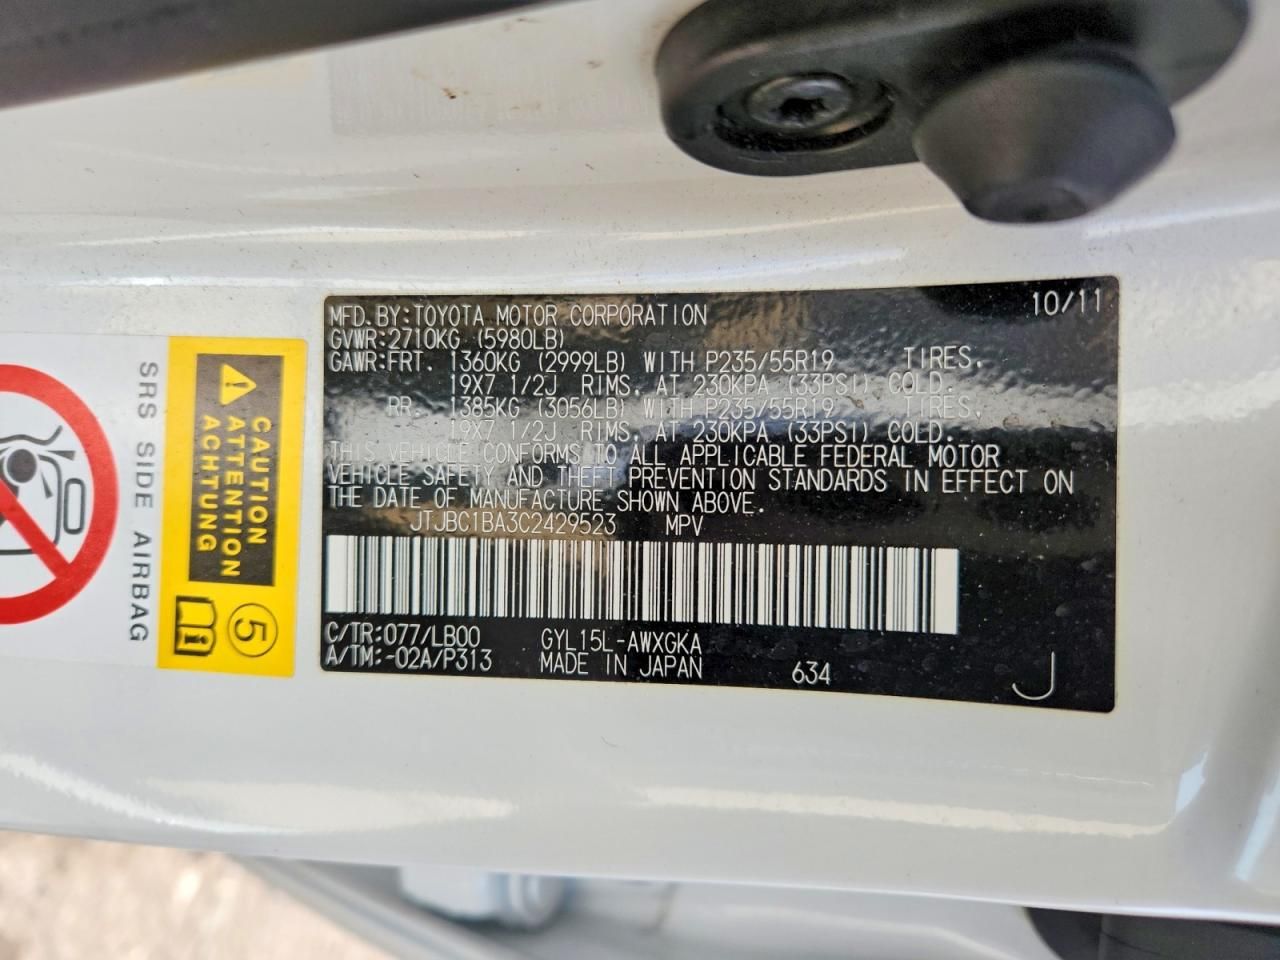 MFD.BY:TOYOTA MOTOR CORPORATION 10/11
GVWR:2710KG (5980LB)
GAWR:FRT. 1360KG (2999LB) WITH P235/55R19 TIRES,
19X7 1/2J RIMS, AT 230KPA (33PSI) COLD.
RR. 1385KG (3056LB) WITH P235/55R19 TIRES,
19X7 1/2J RIMS, AT 230KPA (33PSI) COLD.
THIS VEHICLE CONFORMS TO ALL APPLICABLE FEDERAL MOTOR
VEHICLE SAFETY AND THEFT PREVENTION STANDARDS IN EFFECT ON
THE DATE OF MANUFACTURE SHOWN ABOVE.
JTJBC1BA3C2429523 MPV
C/TR:077/LB00 GYL15L-AWXGKA
A/TM:-02A/P313 MADE IN JAPAN 634 J
CAUTION
ATTENTION
ACHTUNG
5
SRS SIDE AIRBAG